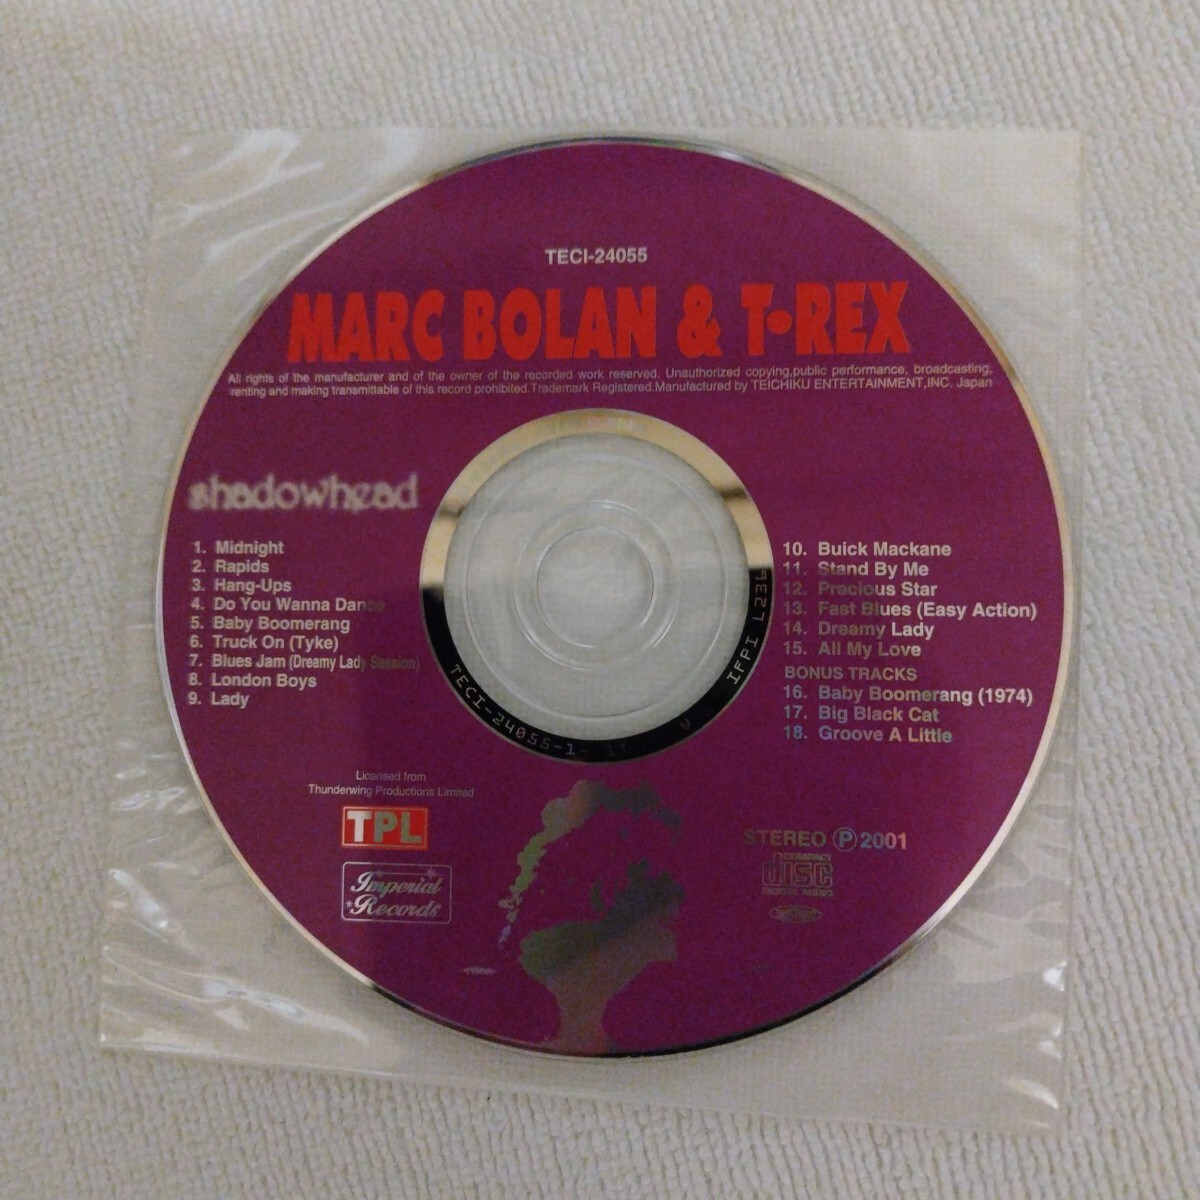 TECI-24055
MARC BOLAN & T•REX
All rights of the manufacturer and of the owner of the recorded work reserved. Unauthorized copying,public performance, broadcasting,
renting and making transmittable of this record prohibited.Trademark Registered.Manufactured by TEICHIKU ENTERTAINMENT,INC. Japan
shadowhead
1. Midnight
2. Rapids
3. Hang-Ups
4. Do You Wanna Dance
5. Baby Boomerang
6. Truck On (Tyke)
7. Blues Jam (Dreamy Lady Session)
8. London Boys
9. Lady
10. Buick Mackane
11. Stand By Me
12. Precious Star
13. Fast Blues (Easy Action)
14. Dreamy Lady
15. All My Love
BONUS TRACKS
16. Baby Boomerang (1974)
17. Big Black Cat
18. Groove A Little
TECI-24055-1-
IFPI L236
Licensed from
Thunderwing Productions Limited
TPL
Imperial
Records
STEREO Ⓟ 2001
COMPACT
disc
DIGITAL AUDIO